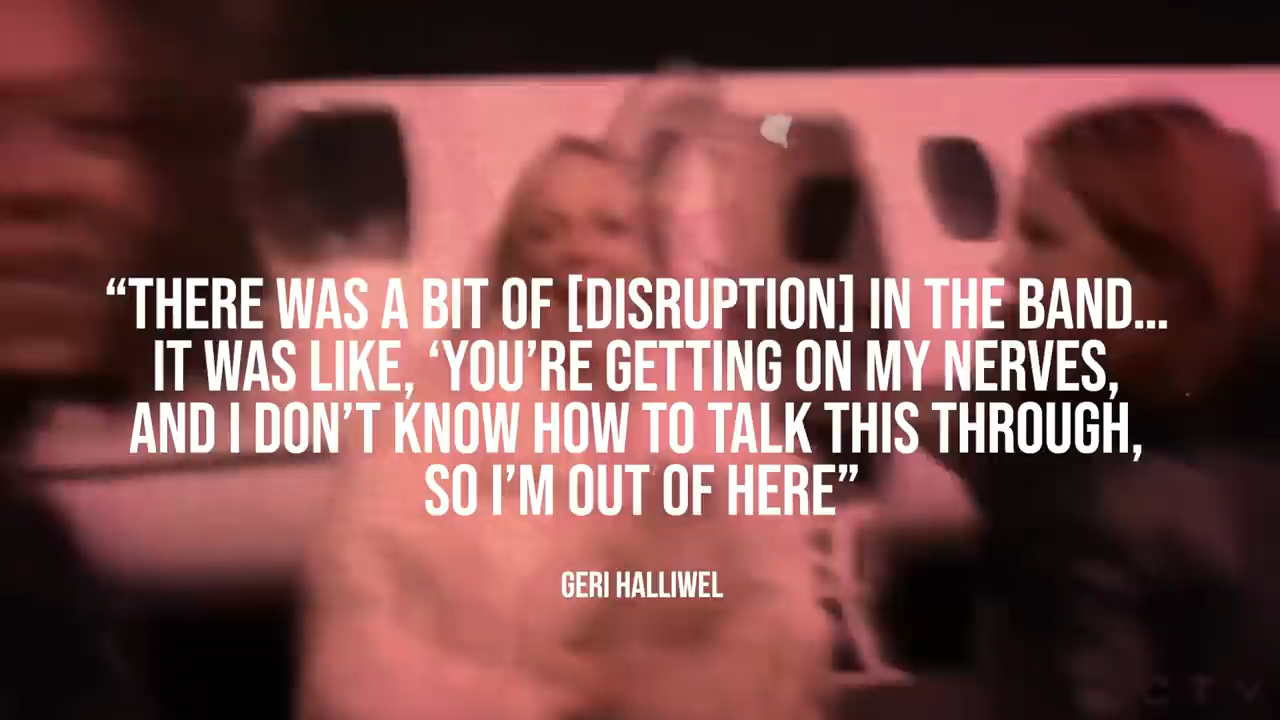 “THERE WAS A BIT OF [DISRUPTION] IN THE BAND...
IT WAS LIKE, ‘YOU’RE GETTING ON MY NERVES,
AND I DON’T KNOW HOW TO TALK THIS THROUGH,
SO I’M OUT OF HERE”
GERI HALLIWEL
CTV